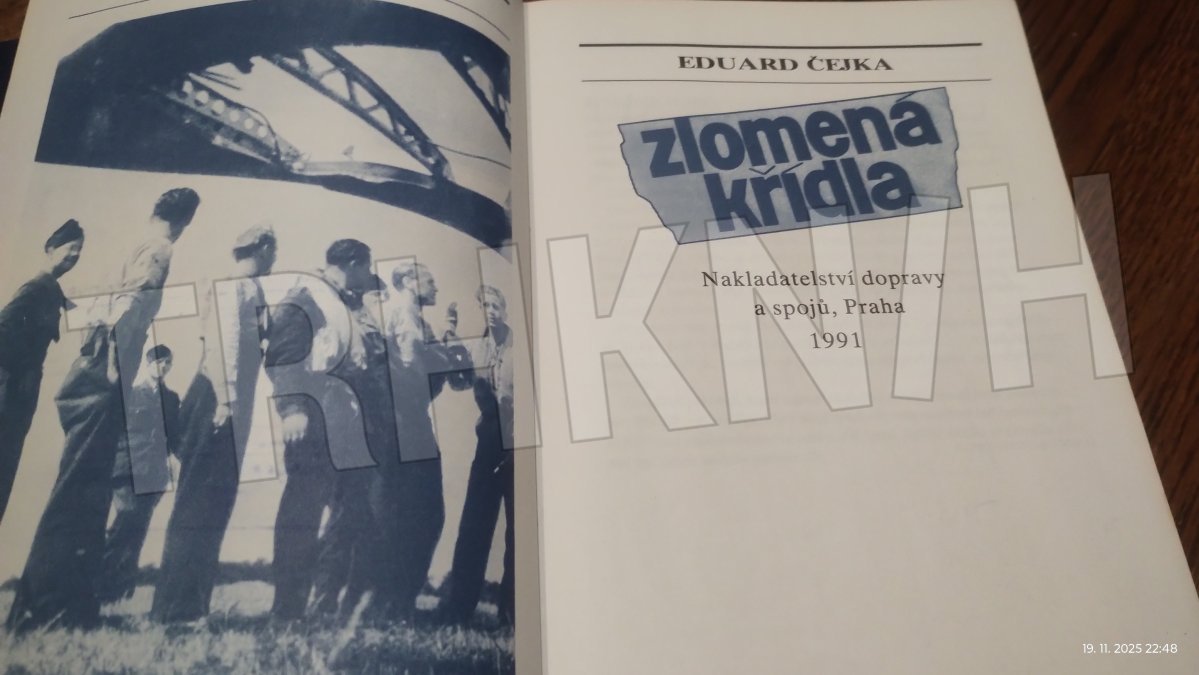 EDUARD ČEJKA
zlomená
křídla
Nakladatelství dopravy
a spojů, Praha
1991
TRHKNIH
19. 11. 2025 22:48